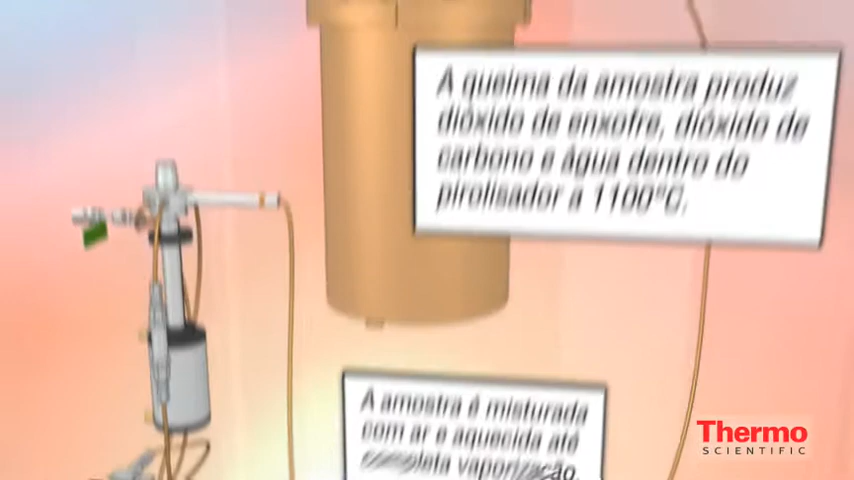 A queima da amostra produz
dióxido de enxofre, dióxido de
carbono e água dentro do
pirolisador a 1100ºC.
A amostra é misturada
com ar e aquecida até
completa vaporização.
Thermo
SCIENTIFIC